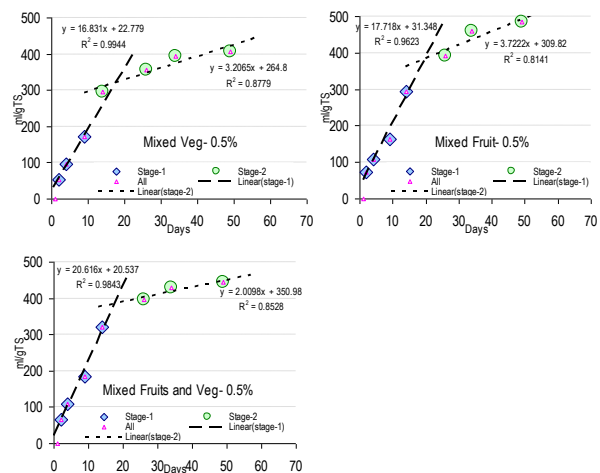 500
400
300
200
100
0
ml/gTS
y = 16.831x + 22.779
R2 = 0.9944
y = 3.2065x + 264.8
R2 = 0.8779
Mixed Veg- 0.5%
Stage-1
Stage-2
All
Linear(stage-1)
Linear(stage-2)
0 10 20 30 40 50 60 70
Days
500
400
300
200
100
0
ml/gTS
y = 17.718x + 31.348
R2 = 0.9623
y = 3.7222x + 309.82
R2 = 0.8141
Mixed Fruit- 0.5%
Stage-1
Stage-2
All
Linear(stage-1)
Linear(stage-2)
0 10 20 30 40 50 60 70
Days
500
400
300
200
100
0
ml/gTS
y = 20.616x + 20.537
R2 = 0.9843
y = 2.0098x + 350.98
R2 = 0.8528
Mixed Fruits and Veg- 0.5%
Stage-1
Stage-2
All
Linear(stage-1)
Linear(stage-2)
0 10 20 30 40 50 60 70
Days